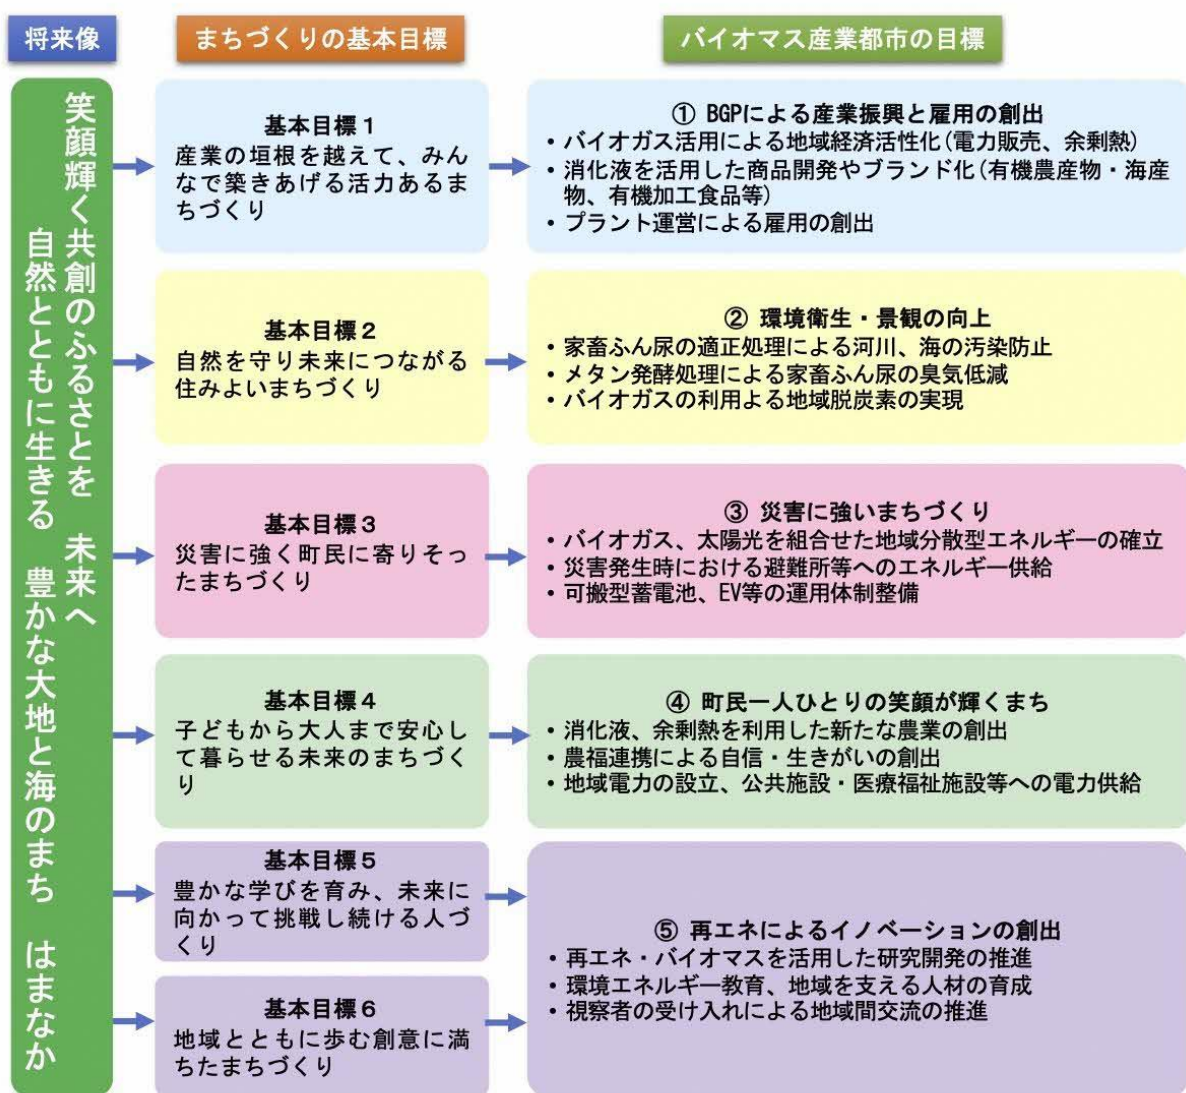 将来像
まちづくりの基本目標
バイオマス産業都市の目標
笑顔輝く共創のふるさとを 未来へ
自然とともに生きる 豊かな大地と海のまち はまなか
基本目標1
産業の垣根を越えて、みん
なで築きあげる活力あるま
ちづくり
① BGPによる産業振興と雇用の創出
・バイオガス活用による地域経済活性化(電力販売、余剰熱)
・消化液を活用した商品開発やブランド化(有機農産物・海産
物、有機加工食品等)
・プラント運営による雇用の創出
基本目標2
自然を守り未来につながる
住みよいまちづくり
② 環境衛生・景観の向上
・家畜ふん尿の適正処理による河川、海の汚染防止
・メタン発酵処理による家畜ふん尿の臭気低減
・バイオガスの利用よる地域脱炭素の実現
基本目標3
災害に強く町民に寄りそっ
たまちづくり
③ 災害に強いまちづくり
・バイオガス、太陽光を組合せた地域分散型エネルギーの確立
・災害発生時における避難所等へのエネルギー供給
・可搬型蓄電池、EV等の運用体制整備
基本目標4
子どもから大人まで安心し
て暮らせる未来のまちづく
り
④ 町民一人ひとりの笑顔が輝くまち
・消化液、余剰熱を利用した新たな農業の創出
・農福連携による自信・生きがいの創出
・地域電力の設立、公共施設・医療福祉施設等への電力供給
基本目標5
豊かな学びを育み、未来に
向かって挑戦し続ける人づ
くり
基本目標6
地域とともに歩む創意に満
ちたまちづくり
⑤ 再エネによるイノベーションの創出
・再エネ・バイオマスを活用した研究開発の推進
・環境エネルギー教育、地域を支える人材の育成
・視察者の受け入れによる地域間交流の推進